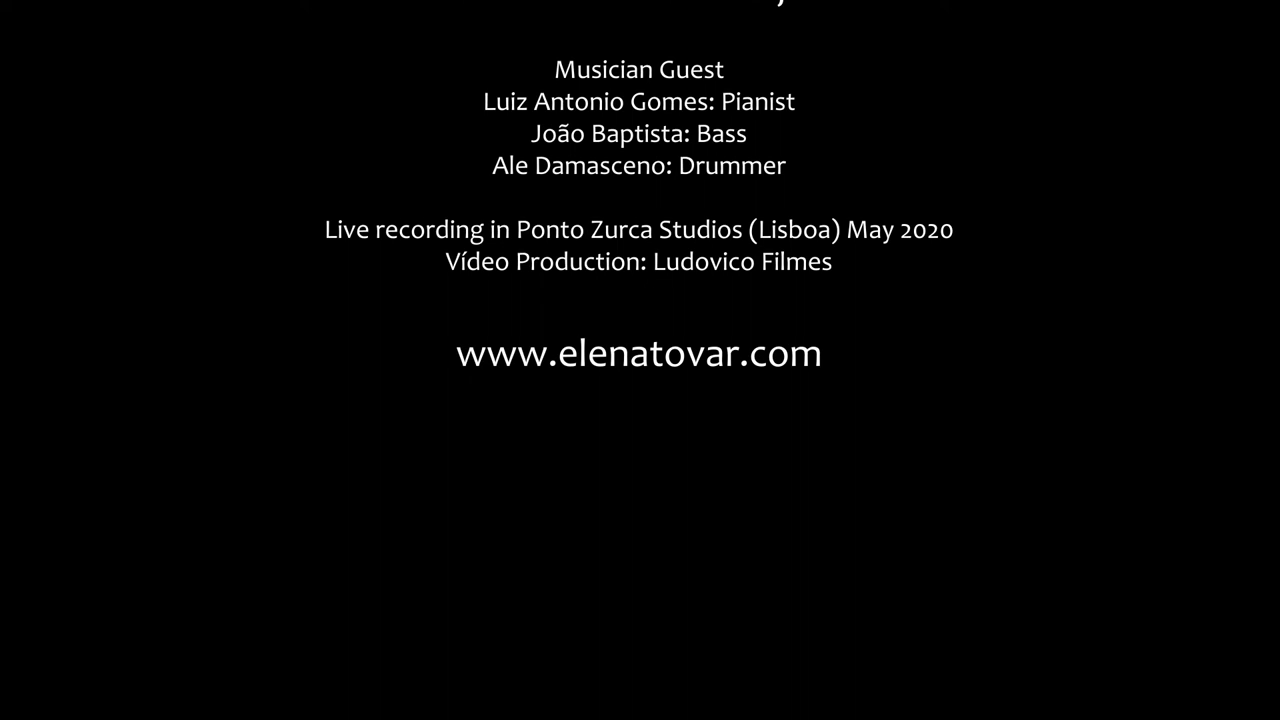 Musician Guest
Luiz Antonio Gomes: Pianist
João Baptista: Bass
Ale Damasceno: Drummer
Live recording in Ponto Zurca Studios (Lisboa) May 2020
Vídeo Production: Ludovico Filmes
www.elenatovar.com